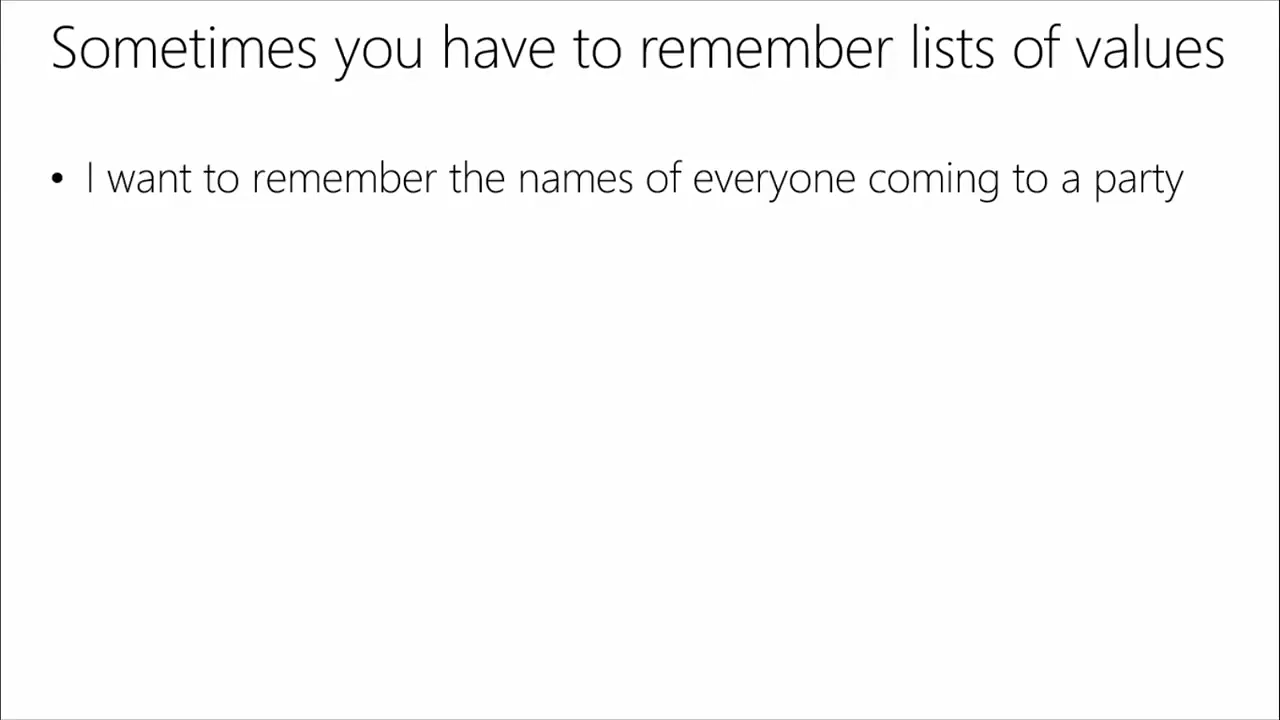 Sometimes you have to remember lists of values
• I want to remember the names of everyone coming to a party